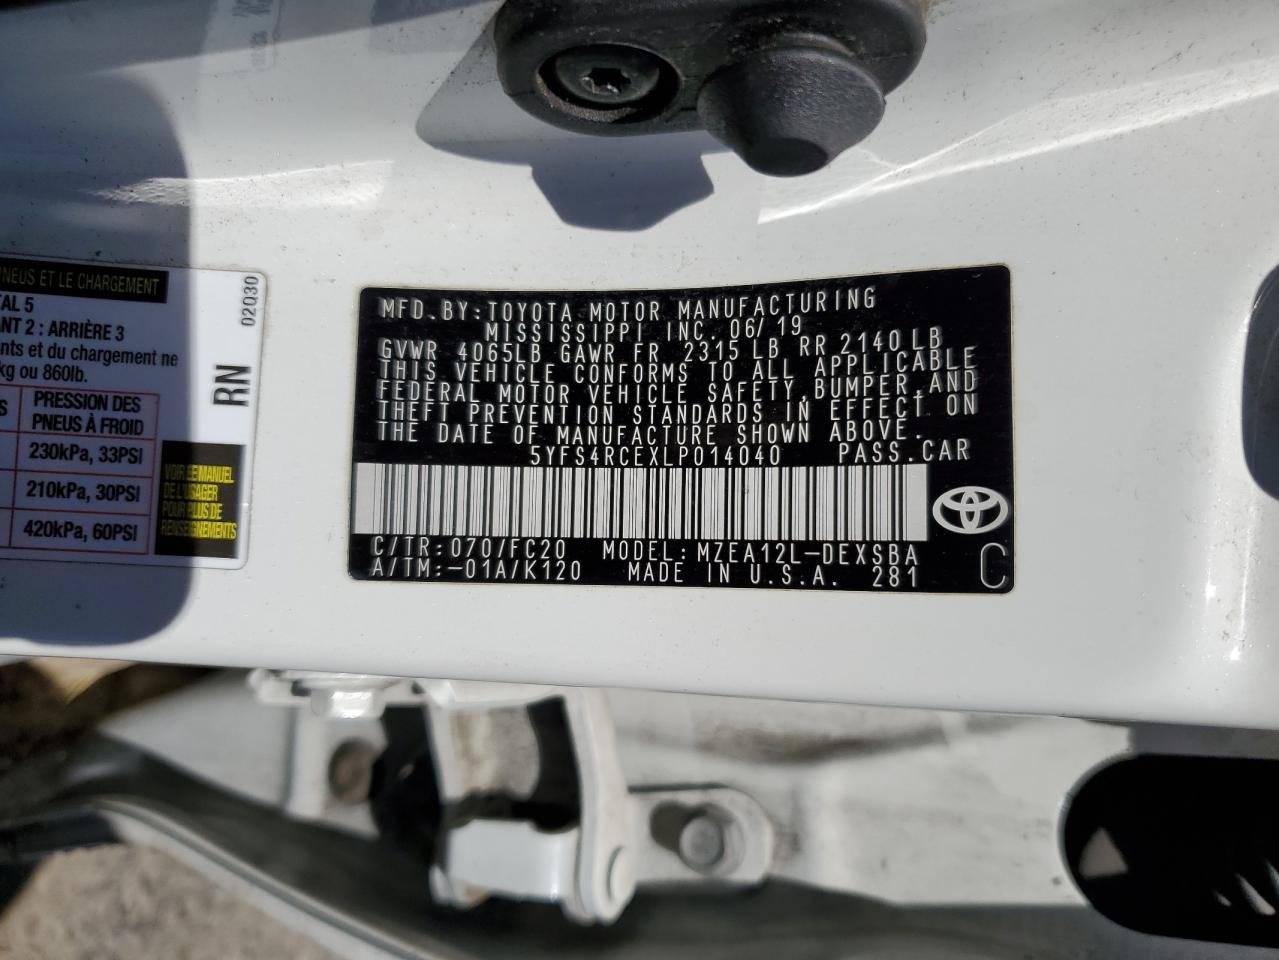 PNEUS ET LE CHARGEMENT
TAL 5
ANT 2 : ARRIÈRE 3
ents et du chargement ne
kg ou 860lb.
PRESSION DES
PNEUS À FROID
230kPa, 33PSI
210kPa, 30PSI
420kPa, 60PSI
VOIR LE MANUEL
DE L'USAGER
POUR PLUS DE
RENSEIGNEMENTS
02Q30
RN
MFD.BY:TOYOTA MOTOR MANUFACTURING
MISSISSIPPI INC. 06/19
GVWR 4065LB GAWR FR 2315LB RR 2140LB
THIS VEHICLE CONFORMS TO ALL APPLICABLE
FEDERAL MOTOR VEHICLE SAFETY,BUMPER,AND
THEFT PREVENTION STANDARDS IN EFFECT ON
THE DATE OF MANUFACTURE SHOWN ABOVE.
5YFS4RCEXLP014040 PASS.CAR
C/TR:070/FC20 MODEL:MZEA12L-DEXSBA
A/TM:-01A/K120 MADE IN U.S.A. 281
C